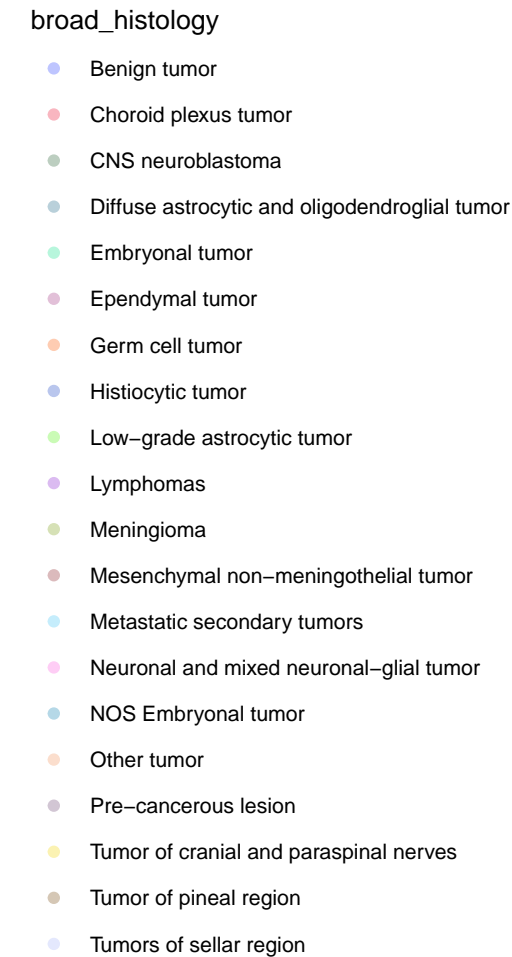 broad_histology
Benign tumor
Choroid plexus tumor
CNS neuroblastoma
Diffuse astrocytic and oligodendroglial tumor
Embryonal tumor
Ependymal tumor
Germ cell tumor
Histiocytic tumor
Low−grade astrocytic tumor
Lymphomas
Meningioma
Mesenchymal non−meningothelial tumor
Metastatic secondary tumors
Neuronal and mixed neuronal−glial tumor
NOS Embryonal tumor
Other tumor
Pre−cancerous lesion
Tumor of cranial and paraspinal nerves
Tumor of pineal region
Tumors of sellar region